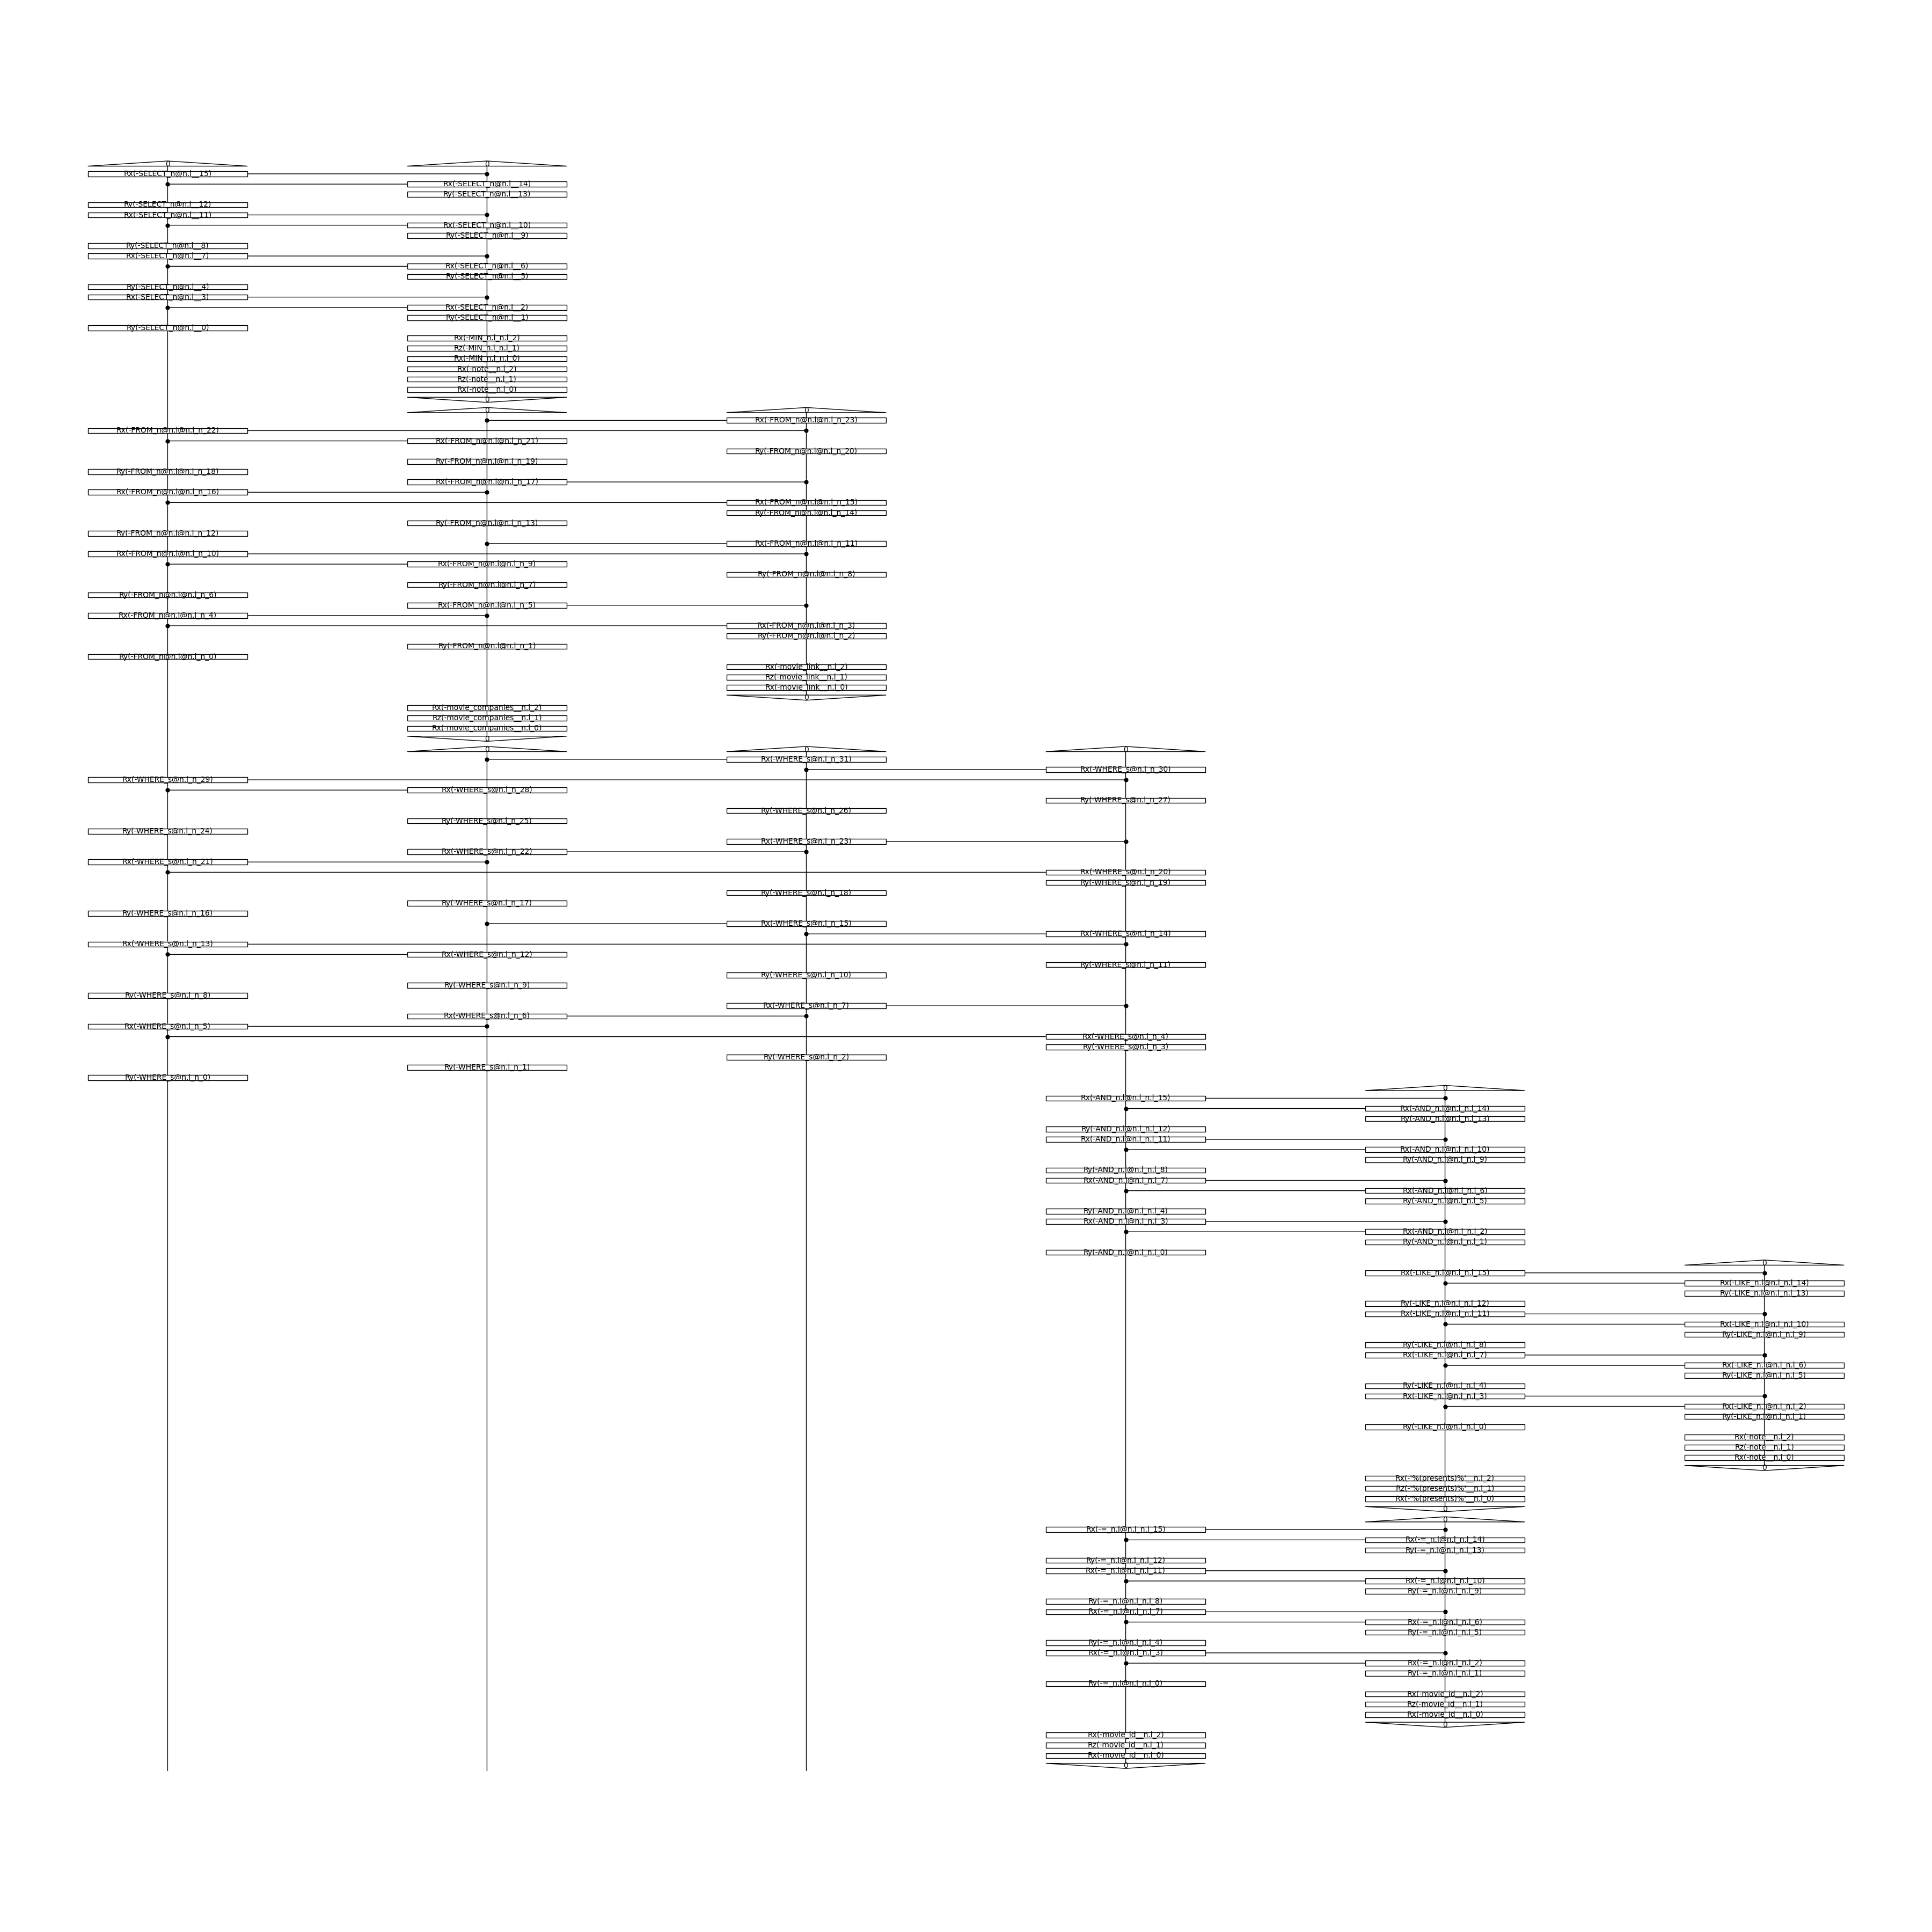 0 0
Rx(-SELECT_n@n.l__15)
Rx(-SELECT_n@n.l__14)
Ry(-SELECT_n@n.l__13)
Ry(-SELECT_n@n.l__12)
Rx(-SELECT_n@n.l__11)
Rx(-SELECT_n@n.l__10)
Ry(-SELECT_n@n.l__9)
Ry(-SELECT_n@n.l__8)
Rx(-SELECT_n@n.l__7)
Rx(-SELECT_n@n.l__6)
Ry(-SELECT_n@n.l__5)
Ry(-SELECT_n@n.l__4)
Rx(-SELECT_n@n.l__3)
Rx(-SELECT_n@n.l__2)
Ry(-SELECT_n@n.l__1)
Ry(-SELECT_n@n.l__0)
Rx(-MIN_n.l_n.l_2)
Rz(-MIN_n.l_n.l_1)
Rx(-MIN_n.l_n.l_0)
Rx(-note__n.l_2)
Rz(-note__n.l_1)
Rx(-note__n.l_0)
0
0 0
Rx(-FROM_n@n.l@n.l_n_23)
Rx(-FROM_n@n.l@n.l_n_22)
Rx(-FROM_n@n.l@n.l_n_21)
Ry(-FROM_n@n.l@n.l_n_20)
Ry(-FROM_n@n.l@n.l_n_19)
Ry(-FROM_n@n.l@n.l_n_18)
Rx(-FROM_n@n.l@n.l_n_17)
Rx(-FROM_n@n.l@n.l_n_16)
Rx(-FROM_n@n.l@n.l_n_15)
Ry(-FROM_n@n.l@n.l_n_14)
Ry(-FROM_n@n.l@n.l_n_13)
Ry(-FROM_n@n.l@n.l_n_12)
Rx(-FROM_n@n.l@n.l_n_11)
Rx(-FROM_n@n.l@n.l_n_10)
Rx(-FROM_n@n.l@n.l_n_9)
Ry(-FROM_n@n.l@n.l_n_8)
Ry(-FROM_n@n.l@n.l_n_7)
Ry(-FROM_n@n.l@n.l_n_6)
Rx(-FROM_n@n.l@n.l_n_5)
Rx(-FROM_n@n.l@n.l_n_4)
Rx(-FROM_n@n.l@n.l_n_3)
Ry(-FROM_n@n.l@n.l_n_2)
Ry(-FROM_n@n.l@n.l_n_1)
Ry(-FROM_n@n.l@n.l_n_0)
Rx(-movie_link__n.l_2)
Rz(-movie_link__n.l_1)
Rx(-movie_link__n.l_0)
0
Rx(-movie_companies__n.l_2)
Rz(-movie_companies__n.l_1)
Rx(-movie_companies__n.l_0)
0
0 0 0
Rx(-WHERE_s@n.l_n_31)
Rx(-WHERE_s@n.l_n_30)
Rx(-WHERE_s@n.l_n_29)
Rx(-WHERE_s@n.l_n_28)
Ry(-WHERE_s@n.l_n_27)
Ry(-WHERE_s@n.l_n_26)
Ry(-WHERE_s@n.l_n_25)
Ry(-WHERE_s@n.l_n_24)
Rx(-WHERE_s@n.l_n_23)
Rx(-WHERE_s@n.l_n_22)
Rx(-WHERE_s@n.l_n_21)
Rx(-WHERE_s@n.l_n_20)
Ry(-WHERE_s@n.l_n_19)
Ry(-WHERE_s@n.l_n_18)
Ry(-WHERE_s@n.l_n_17)
Ry(-WHERE_s@n.l_n_16)
Rx(-WHERE_s@n.l_n_15)
Rx(-WHERE_s@n.l_n_14)
Rx(-WHERE_s@n.l_n_13)
Rx(-WHERE_s@n.l_n_12)
Ry(-WHERE_s@n.l_n_11)
Ry(-WHERE_s@n.l_n_10)
Ry(-WHERE_s@n.l_n_9)
Ry(-WHERE_s@n.l_n_8)
Rx(-WHERE_s@n.l_n_7)
Rx(-WHERE_s@n.l_n_6)
Rx(-WHERE_s@n.l_n_5)
Rx(-WHERE_s@n.l_n_4)
Ry(-WHERE_s@n.l_n_3)
Ry(-WHERE_s@n.l_n_2)
Ry(-WHERE_s@n.l_n_1)
Ry(-WHERE_s@n.l_n_0)
0
Rx(-AND_n.l@n.l_n.l_15)
Rx(-AND_n.l@n.l_n.l_14)
Ry(-AND_n.l@n.l_n.l_13)
Ry(-AND_n.l@n.l_n.l_12)
Rx(-AND_n.l@n.l_n.l_11)
Rx(-AND_n.l@n.l_n.l_10)
Ry(-AND_n.l@n.l_n.l_9)
Ry(-AND_n.l@n.l_n.l_8)
Rx(-AND_n.l@n.l_n.l_7)
Rx(-AND_n.l@n.l_n.l_6)
Ry(-AND_n.l@n.l_n.l_5)
Ry(-AND_n.l@n.l_n.l_4)
Rx(-AND_n.l@n.l_n.l_3)
Rx(-AND_n.l@n.l_n.l_2)
Ry(-AND_n.l@n.l_n.l_1)
Ry(-AND_n.l@n.l_n.l_0)
0
Rx(-LIKE_n.l@n.l_n.l_15)
Rx(-LIKE_n.l@n.l_n.l_14)
Ry(-LIKE_n.l@n.l_n.l_13)
Ry(-LIKE_n.l@n.l_n.l_12)
Rx(-LIKE_n.l@n.l_n.l_11)
Rx(-LIKE_n.l@n.l_n.l_10)
Ry(-LIKE_n.l@n.l_n.l_9)
Ry(-LIKE_n.l@n.l_n.l_8)
Rx(-LIKE_n.l@n.l_n.l_7)
Rx(-LIKE_n.l@n.l_n.l_6)
Ry(-LIKE_n.l@n.l_n.l_5)
Ry(-LIKE_n.l@n.l_n.l_4)
Rx(-LIKE_n.l@n.l_n.l_3)
Rx(-LIKE_n.l@n.l_n.l_2)
Ry(-LIKE_n.l@n.l_n.l_1)
Ry(-LIKE_n.l@n.l_n.l_0)
Rx(-note__n.l_2)
Rz(-note__n.l_1)
Rx(-note__n.l_0)
0
Rx(-'%(presents)%'__n.l_2)
Rz(-'%(presents)%'__n.l_1)
Rx(-'%(presents)%'__n.l_0)
0
0
Rx(-=_n.l@n.l_n.l_15)
Rx(-=_n.l@n.l_n.l_14)
Ry(-=_n.l@n.l_n.l_13)
Ry(-=_n.l@n.l_n.l_12)
Rx(-=_n.l@n.l_n.l_11)
Rx(-=_n.l@n.l_n.l_10)
Ry(-=_n.l@n.l_n.l_9)
Ry(-=_n.l@n.l_n.l_8)
Rx(-=_n.l@n.l_n.l_7)
Rx(-=_n.l@n.l_n.l_6)
Ry(-=_n.l@n.l_n.l_5)
Ry(-=_n.l@n.l_n.l_4)
Rx(-=_n.l@n.l_n.l_3)
Rx(-=_n.l@n.l_n.l_2)
Ry(-=_n.l@n.l_n.l_1)
Ry(-=_n.l@n.l_n.l_0)
Rx(-movie_id__n.l_2)
Rz(-movie_id__n.l_1)
Rx(-movie_id__n.l_0)
0
Rx(-movie_id__n.l_2)
Rz(-movie_id__n.l_1)
Rx(-movie_id__n.l_0)
0